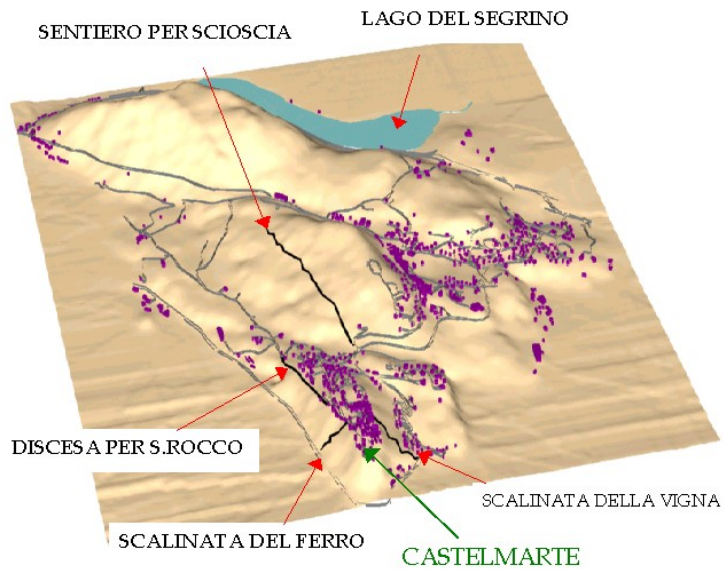 LAGO DEL SEGRINO
SENTIERO PER SCIOSCIA
DISCESA PER S.ROCCO
SCALINATA DELLA VIGNA
SCALINATA DEL FERRO
CASTELMARTE